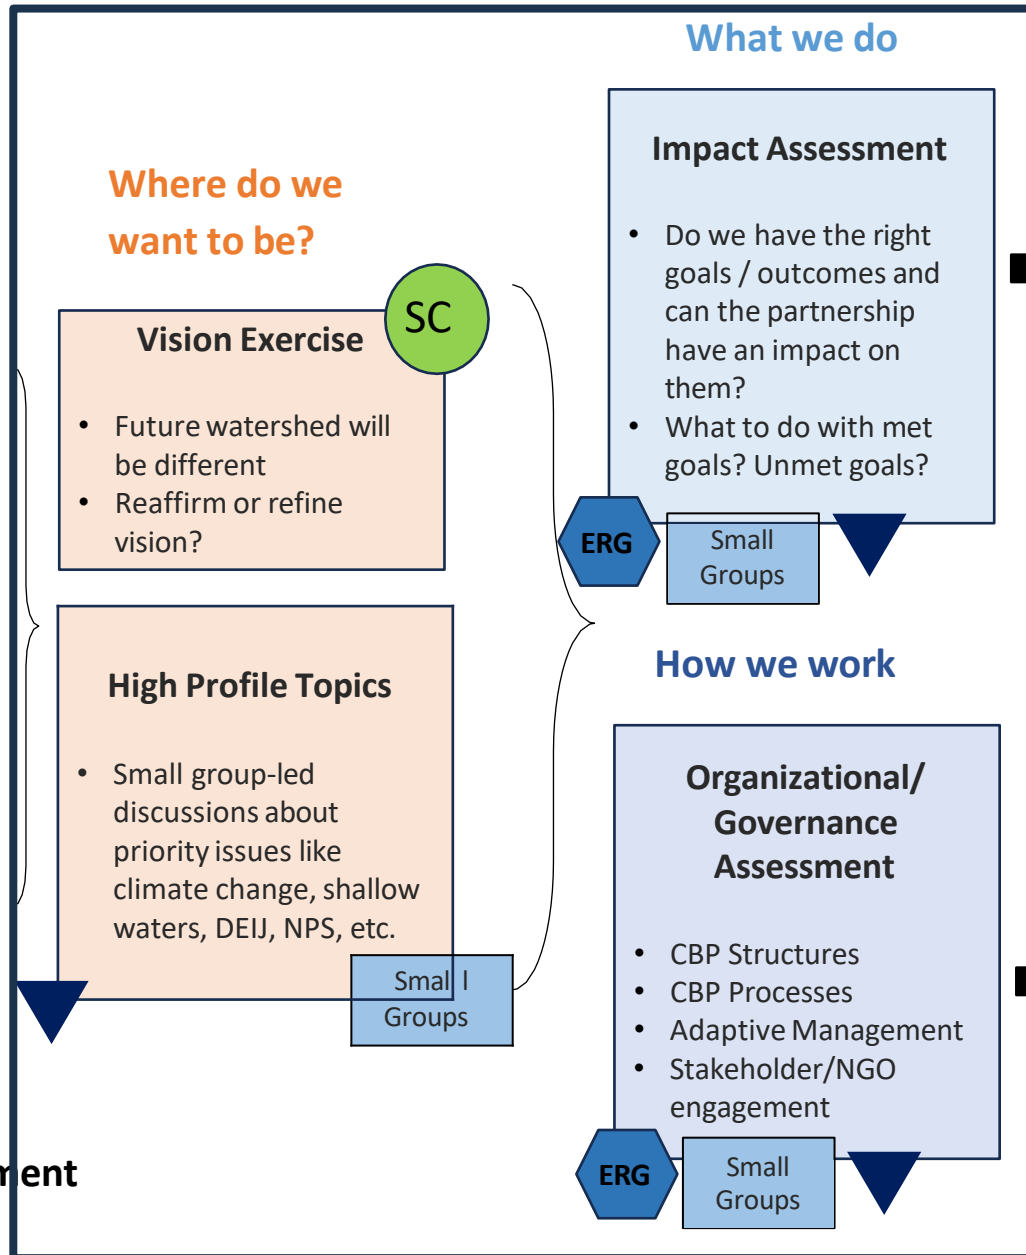 Where do we
want to be?
Vision Exercise
SC
• Future watershed will
be different
• Reaffirm or refine
vision?
High Profile Topics
• Small group-led
discussions about
priority issues like
climate change, shallow
waters, DEIJ, NPS, etc.
Smal l
Groups
What we do
Impact Assessment
• Do we have the right
goals / outcomes and
can the partnership
have an impact on
them?
• What to do with met
goals? Unmet goals?
ERG
Small
Groups
How we work
Organizational/
Governance
Assessment
• CBP Structures
• CBP Processes
• Adaptive Management
• Stakeholder/NGO
engagement
ERG
Small
Groups